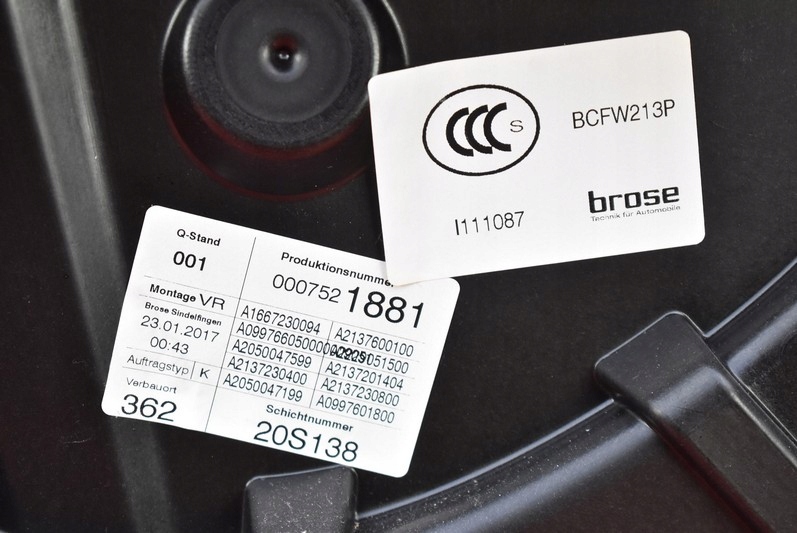 CCC S
BCFW213P
I111087
brose
Technik für Automobile
Q-Stand
001
Produktionsnummer
000752 1881
Montage VR
Brose Sindelfingen
23.01.2017
00:43
Auftragstyp K
Verbauort
362
A1667230094 A2137600100
A2050047599 A2137201404
A2137230400 A2137230800
A2050047199 A0997601800
Schichtnummer
20S138